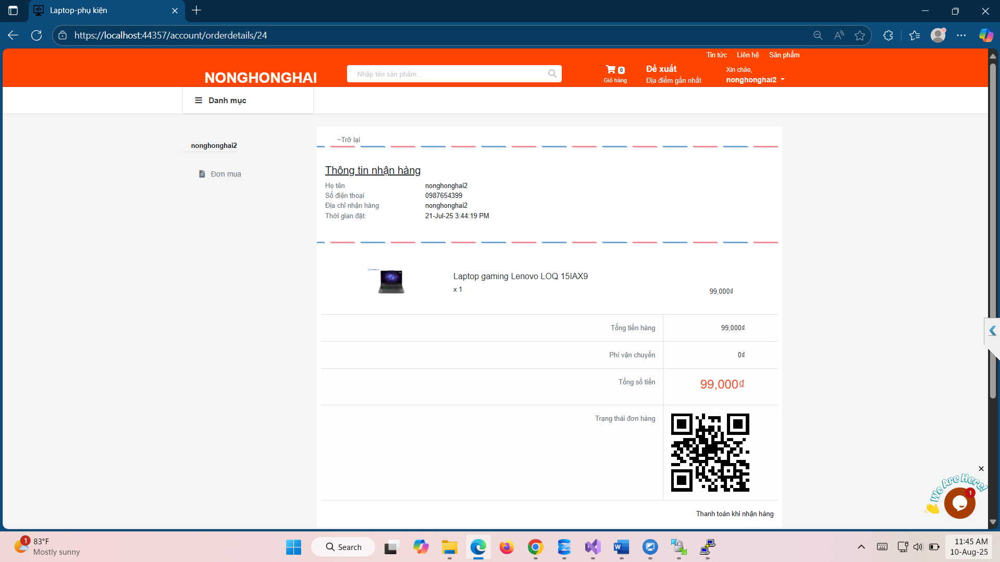 Laptop-phụ kiện
https://localhost:44357/account/orderdetails/24
Tin tức Liên hệ Sản phẩm
NONGHONGHAI
Nhập tên sản phẩm...
0
Giỏ hàng
Đề xuất
Địa điểm gần nhất
Xin chào,
nonghonghai2
Danh mục
nonghonghai2
Đơn mua
~Trở lại
Thông tin nhận hàng
Họ tên nonghonghai2
Số điện thoại 0987654399
Địa chỉ nhận hàng nonghonghai2
Thời gian đặt: 21-Jul-25 3:44:19 PM
Laptop gaming Lenovo LOQ 15IAX9
x 1
99,000₫
Tổng tiền hàng 99,000₫
Phí vận chuyển 0₫
Tổng số tiền 99,000₫
Trạng thái đơn hàng
Thanh toán khi nhận hàng
We Are Here!
1
1
83°F
Mostly sunny
Search
11:45 AM
10-Aug-25